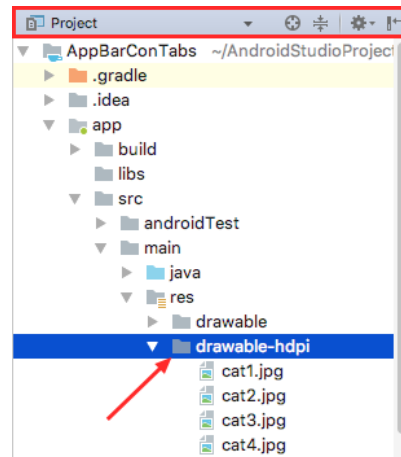 Project
AppBarConTabs ~/AndroidStudioProject
.gradle
.idea
app
build
libs
src
androidTest
main
java
res
drawable
drawable-hdpi
cat1.jpg
cat2.jpg
cat3.jpg
cat4.jpg